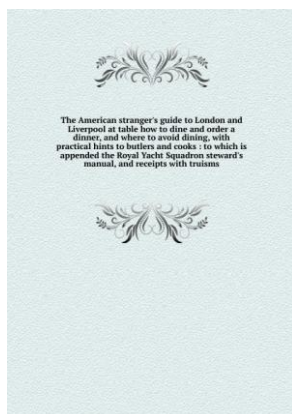 The American stranger's guide to London and
Liverpool at table how to dine and order a
dinner, and where to avoid dining, with
practical hints to butlers and cooks : to which is
appended the Royal Yacht Squadron steward's
manual, and receipts with truisms